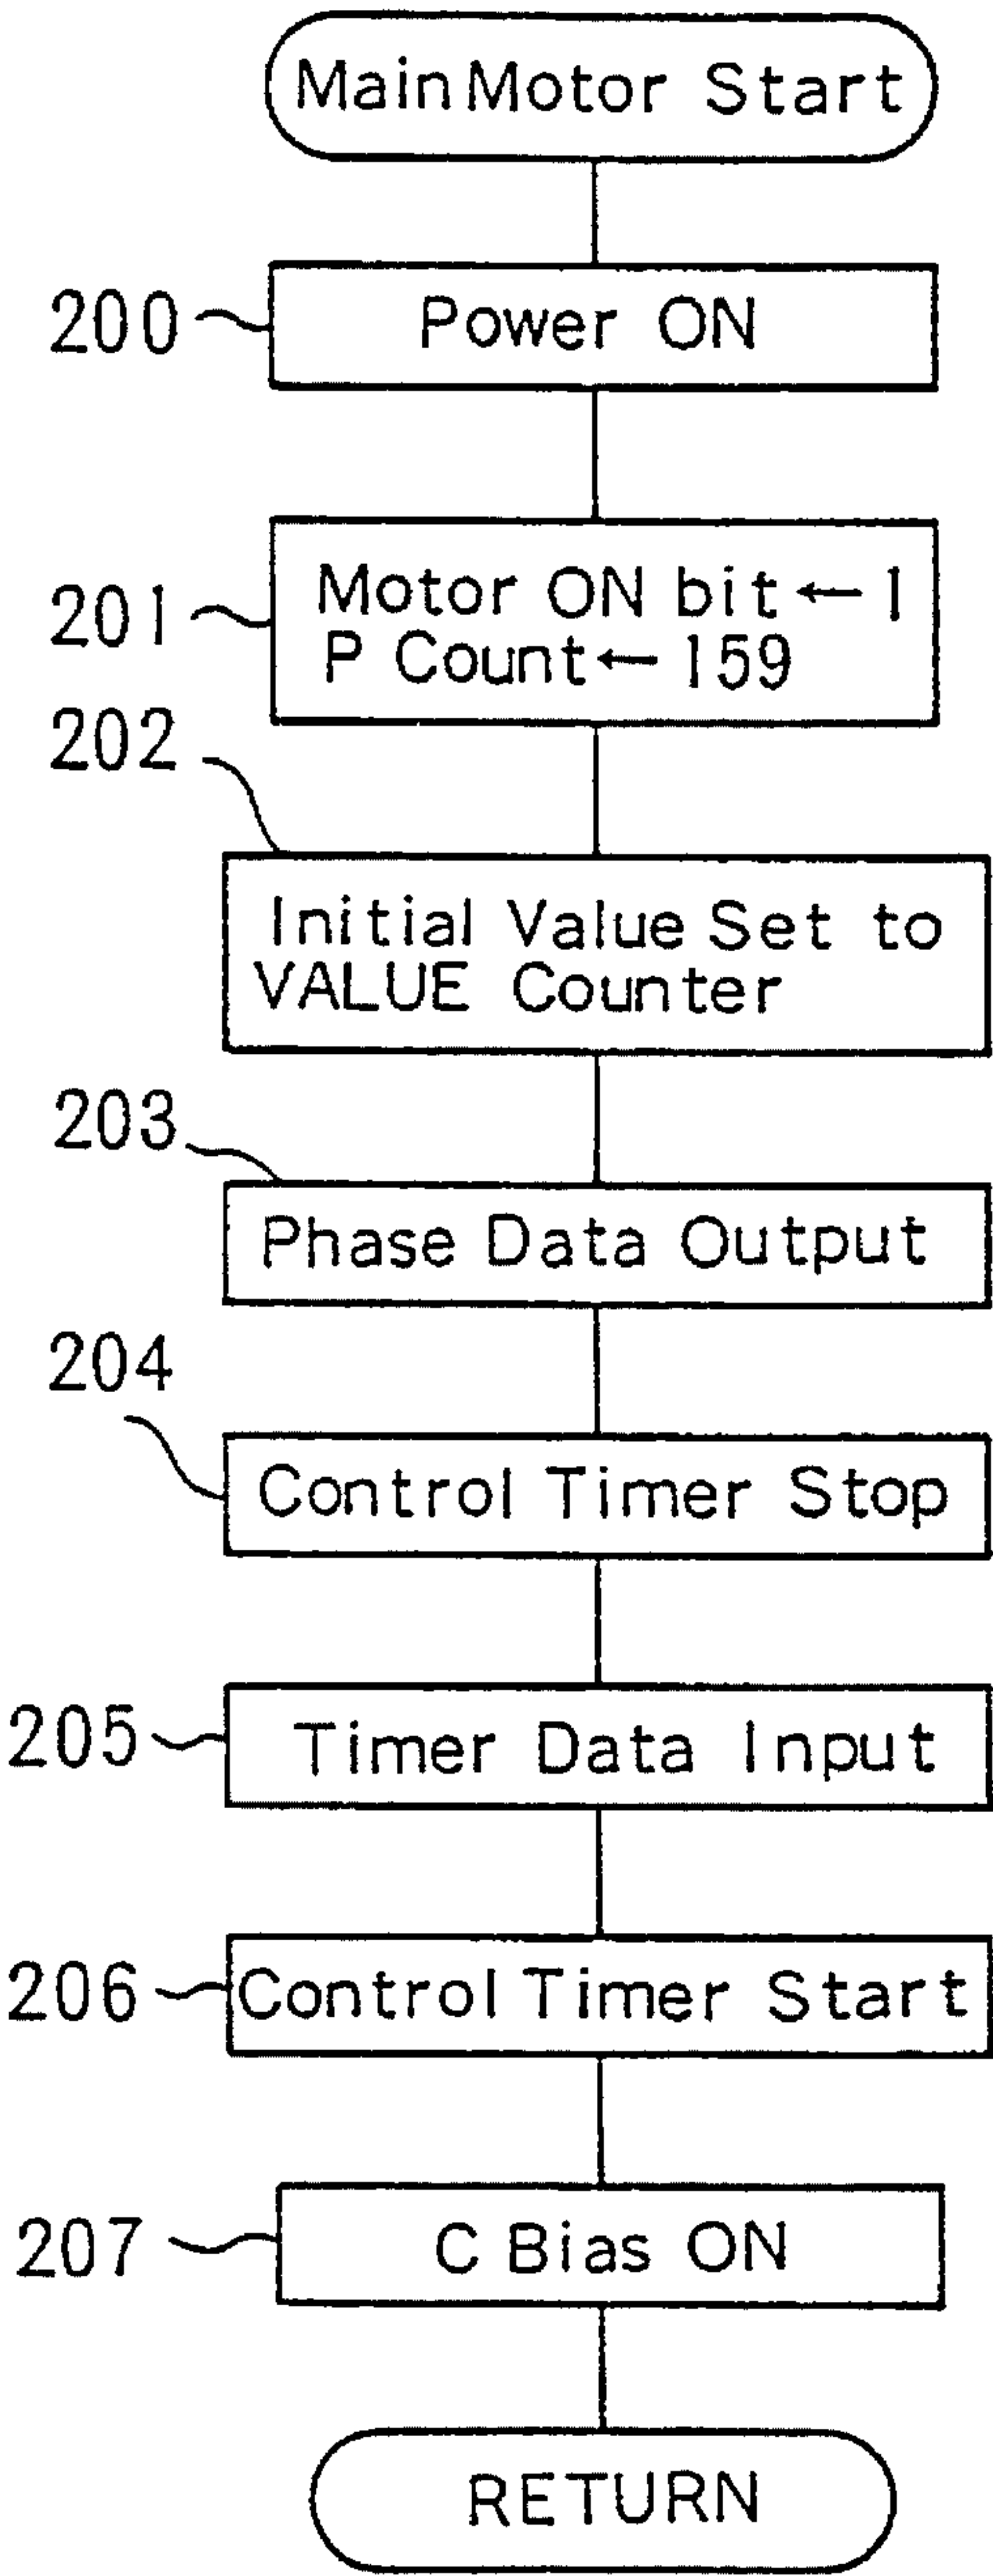 Main Motor Start
200
Power ON
201
Motor ON bit ← 1
P Count ← 159
202
Initial Value Set to
VALUE Counter
203
Phase Data Output
204
Control Timer Stop
205
Timer Data Input
206
Control Timer Start
207
C Bias ON
RETURN